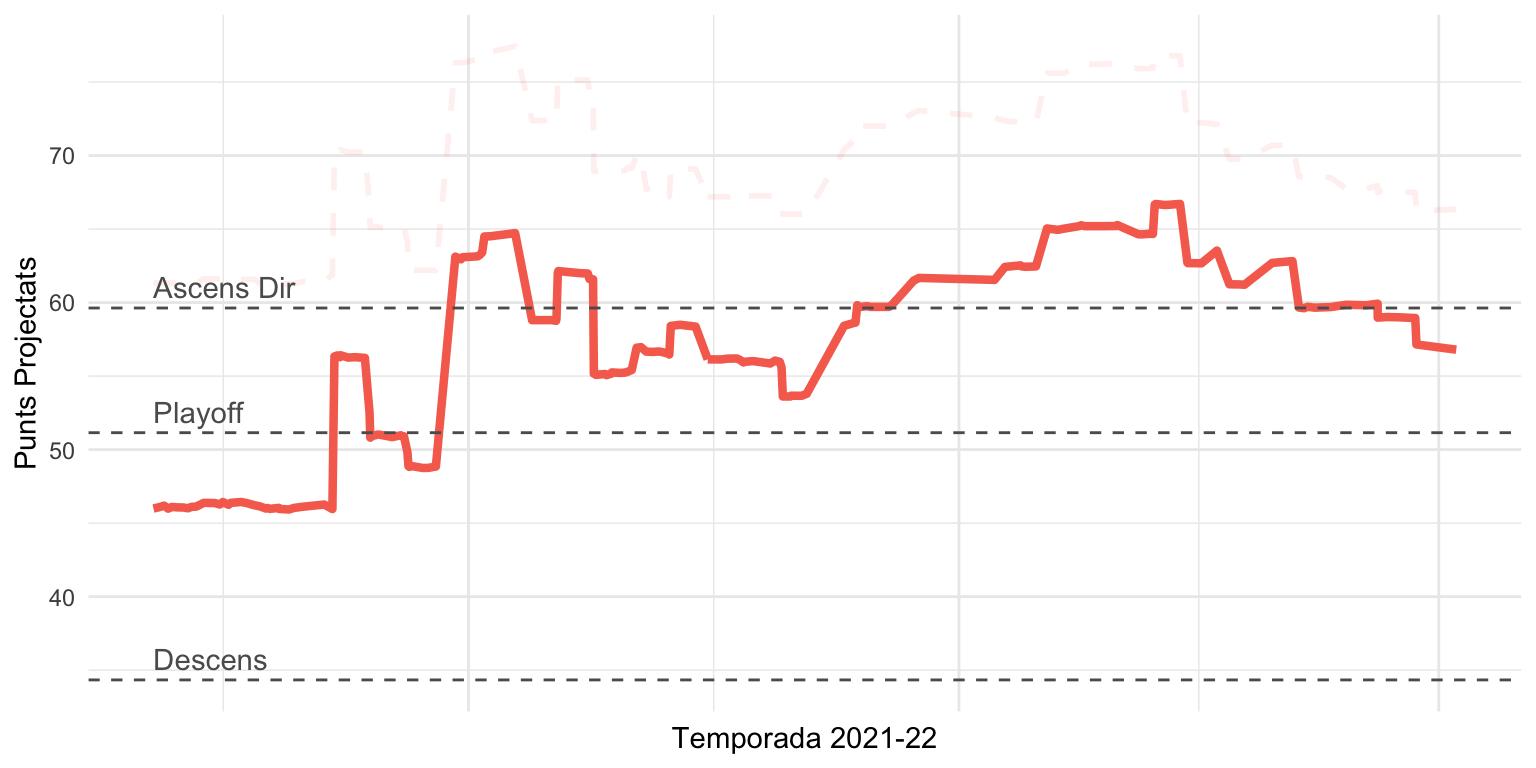 70
60
50
40
Punts Projectats
Ascens Dir
Playoff
Descens
Temporada 2021-22